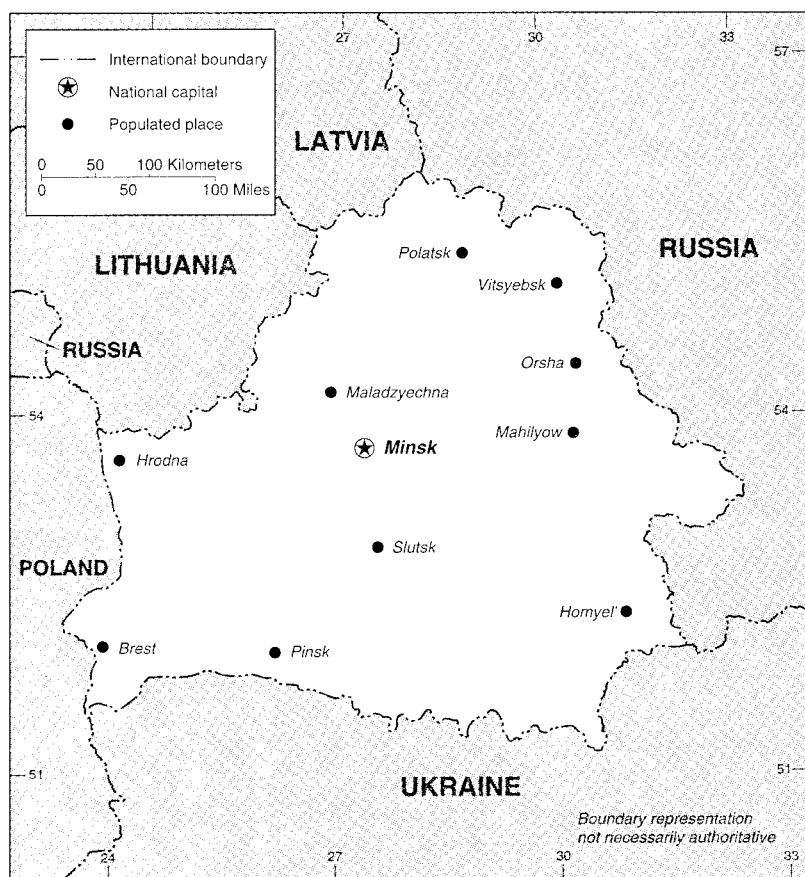 27
30
33
57
International boundary
National capital
Populated place
0 50 100 Kilometers
0 50 100 Miles
LATVIA
RUSSIA
LITHUANIA
Polatsk
Vitsyebsk
RUSSIA
Orsha
Maladzyechna
54
54
Mahilyow
Minsk
Hrodna
Slutsk
POLAND
Homyel'
Brest
Pinsk
51
51
UKRAINE
Boundary representation
not necessarily authoritative
24
27
30
33